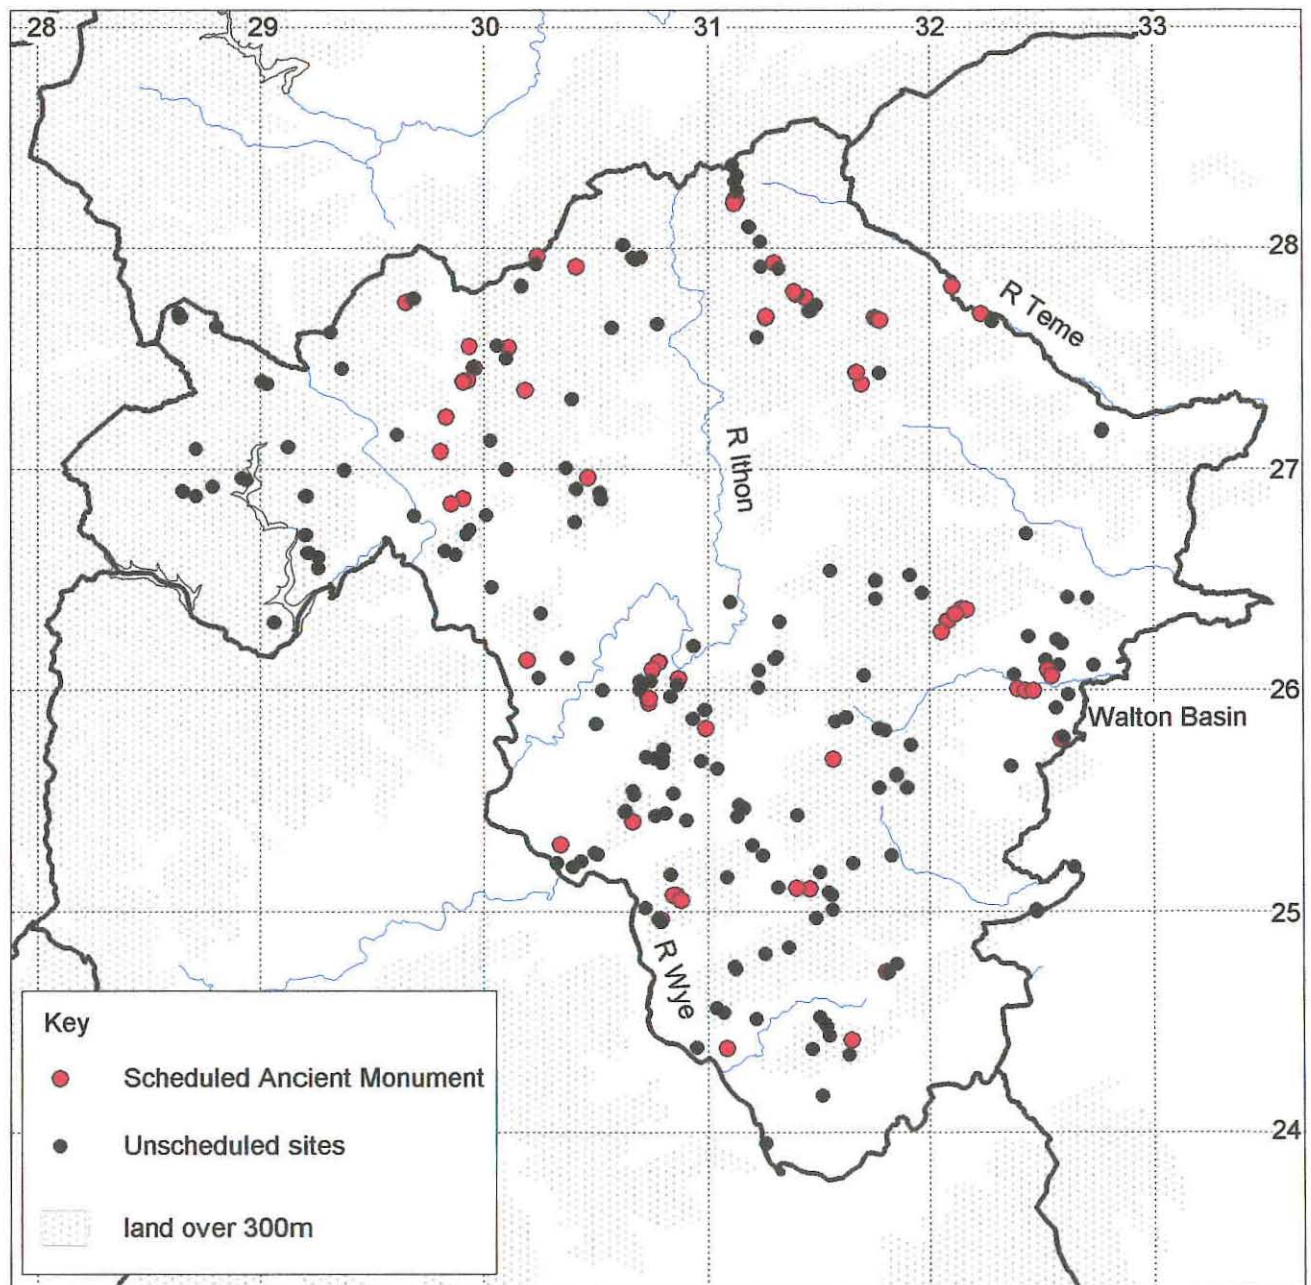 28 29 30 31 32 33
28
R Teme
R Ithon
27
26
Walton Basin
25
R Wye
Key
Scheduled Ancient Monument
Unscheduled sites
24
land over 300m